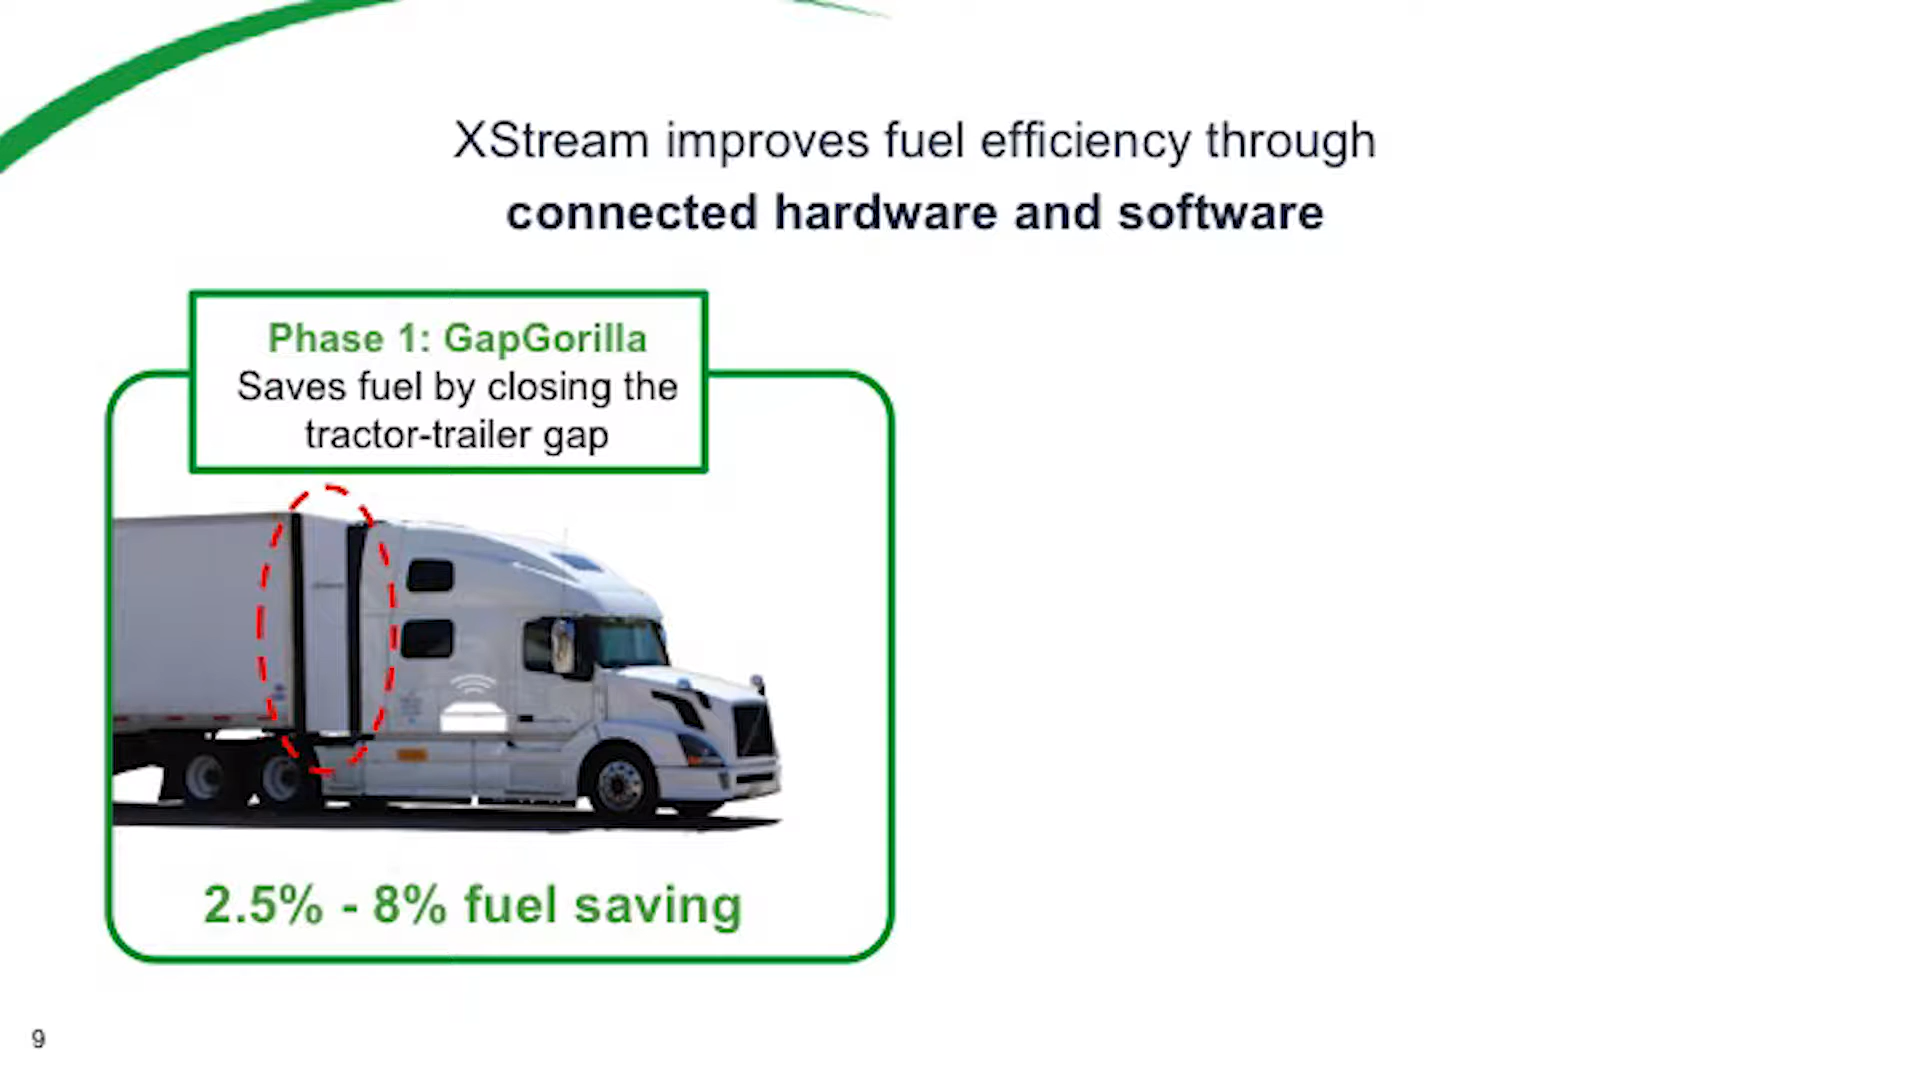 XStream improves fuel efficiency through
connected hardware and software
Phase 1: GapGorilla
Saves fuel by closing the
tractor-trailer gap
2.5% - 8% fuel saving
9